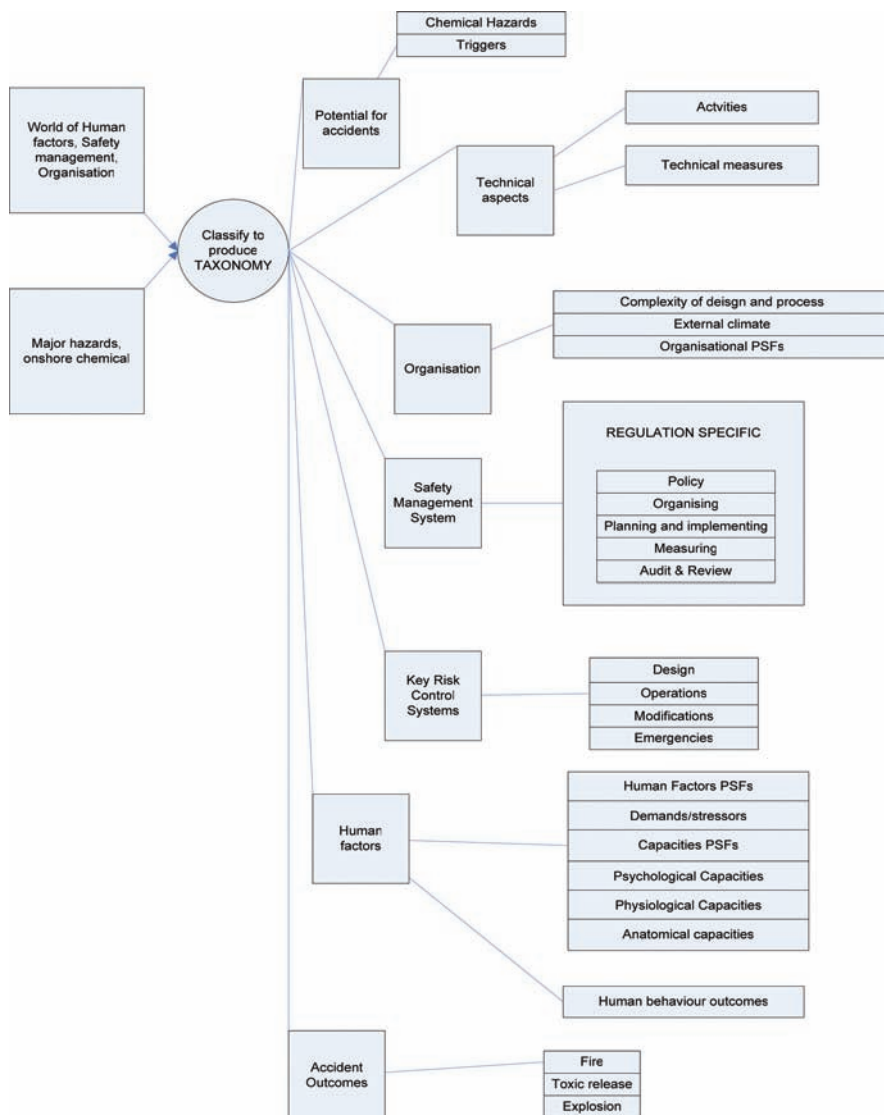 Chemical Hazards
Triggers
Potential for
accidents
World of Human
factors, Safety
management,
Organisation
Actvities
Technical measures
Technical
aspects
Classify to
produce
TAXONOMY
Major hazards,
onshore chemical
Organisation
Complexity of deisgn and process
External climate
Organisational PSFs
Safety
Management
System
REGULATION SPECIFIC
Policy
Organising
Planning and implementing
Measuring
Audit & Review
Key Risk
Control
Systems
Design
Operations
Modifications
Emergencies
Human
factors
Human Factors PSFs
Demands/stressors
Capacities PSFs
Psychological Capacities
Physiological Capacities
Anatomical capacities
Human behaviour outcomes
Accident
Outcomes
Fire
Toxic release
Explosion